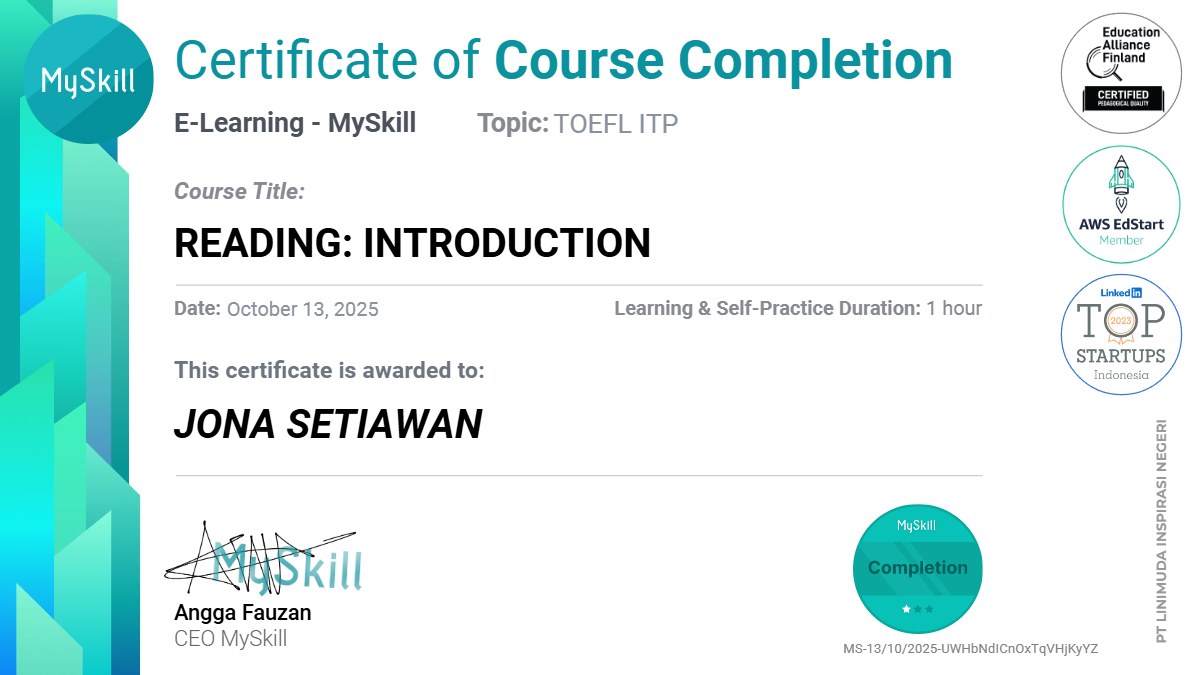 MySkill
Certificate of Course Completion
E-Learning - MySkill Topic: TOEFL ITP
Course Title:
READING: INTRODUCTION
Date: October 13, 2025 Learning & Self-Practice Duration: 1 hour
This certificate is awarded to:
JONA SETIAWAN
MySkill
Angga Fauzan
CEO MySkill
MySkill
Completion
MS-13/10/2025-UWHbNdICnOxTqVHjKyYZ
Education
Alliance
Finland
CERTIFIED
PEDAGOGICAL QUALITY
AWS EdStart
Member
LinkedIn
TOP
2023
STARTUPS
Indonesia
PT LINIMUDA INSPIRASI NEGERI